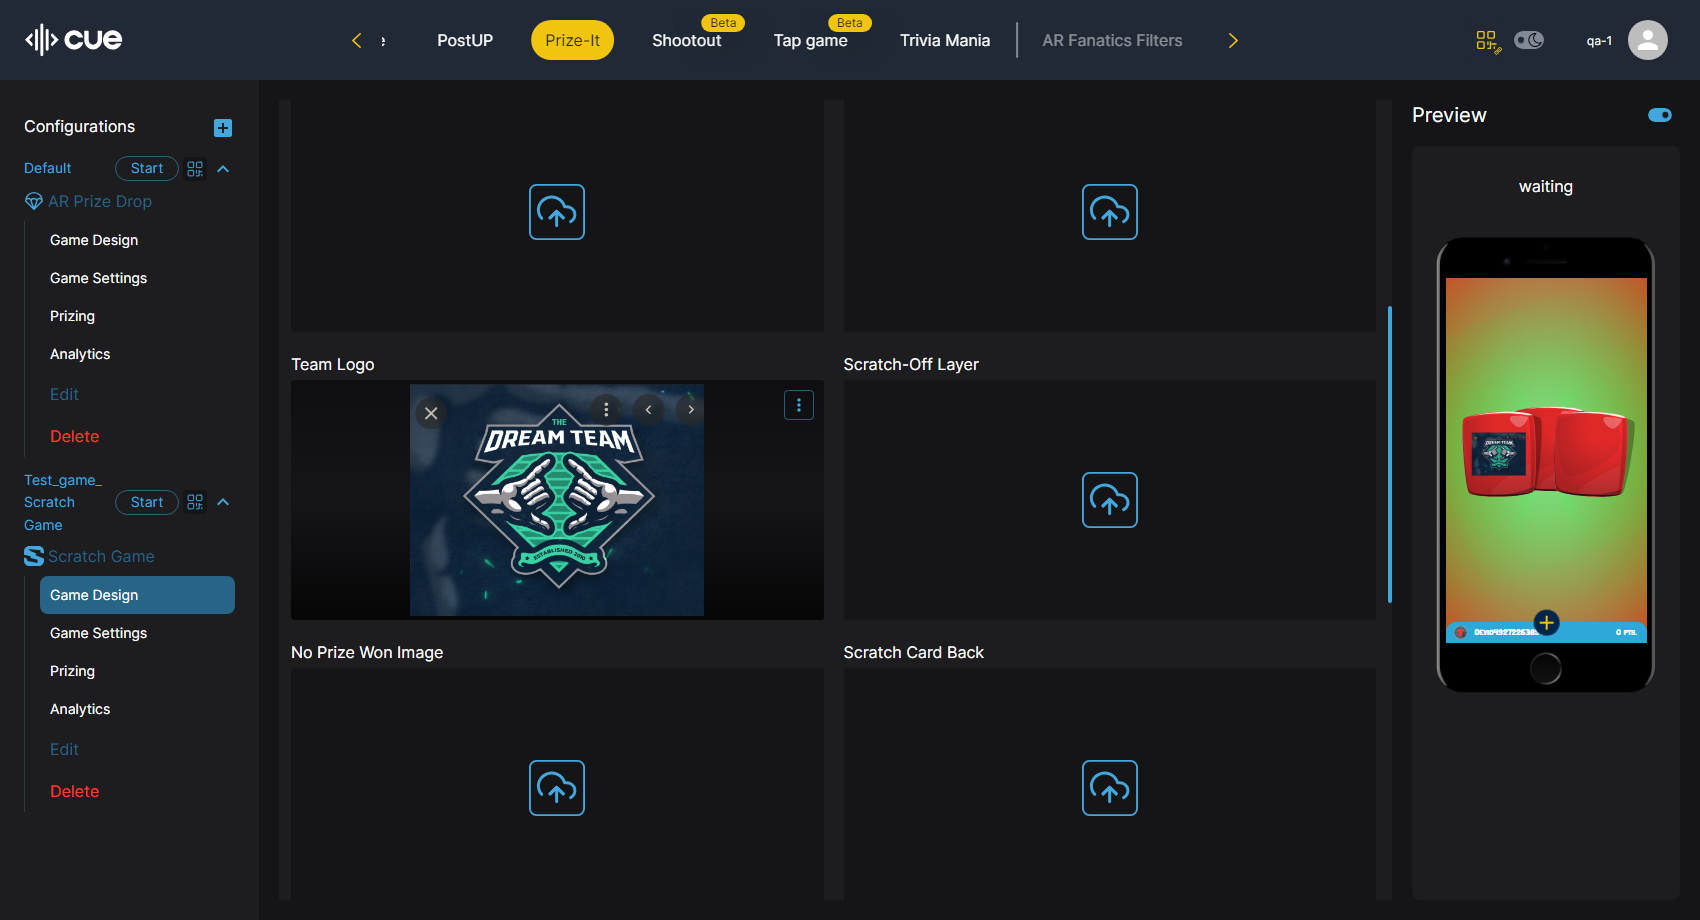 cue
PostUP
Prize-It
Beta
Shootout
Beta
Tap game
Trivia Mania
AR Fanatics Filters
qa-1
Configurations
Default
Start
AR Prize Drop
Game Design
Game Settings
Prizing
Analytics
Edit
Delete
Test_game_
Scratch
Game
Start
Scratch Game
Game Design
Game Settings
Prizing
Analytics
Edit
Delete
Team Logo
THE
DREAM TEAM
ESTABLISHED 2010
Scratch-Off Layer
No Prize Won Image
Scratch Card Back
Preview
waiting
DREAM TEAM
0 PTS.